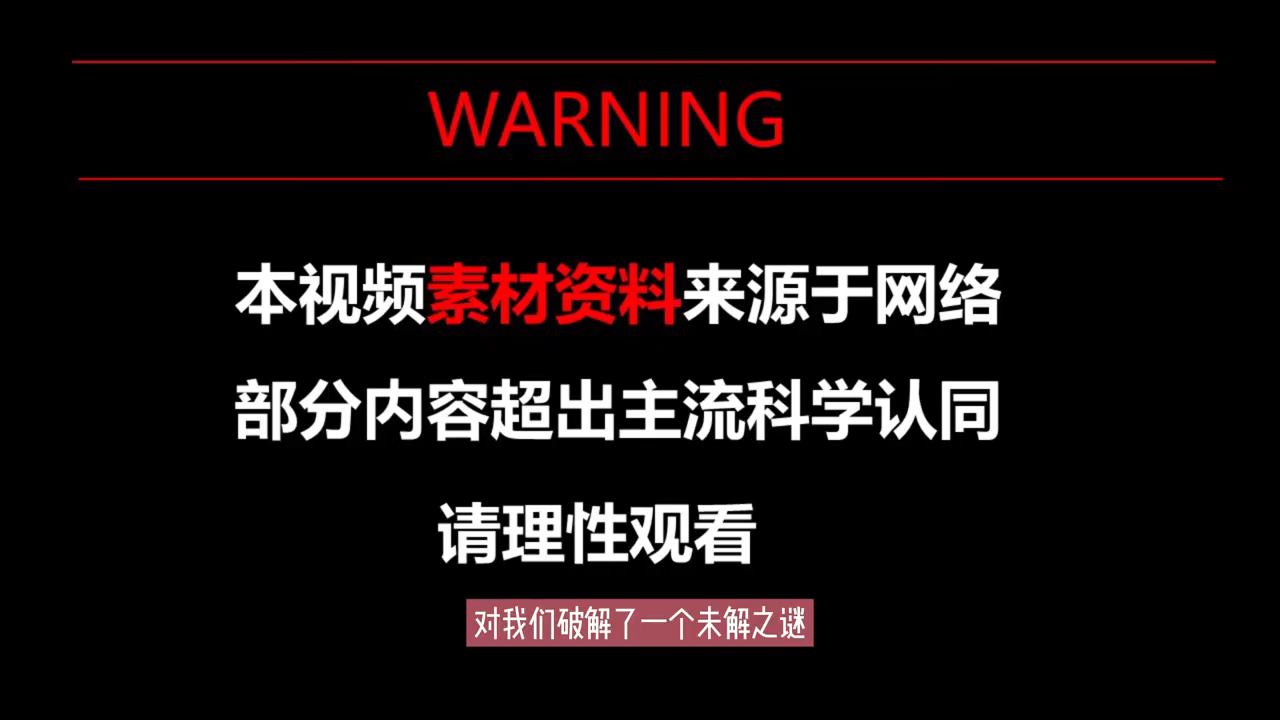 WARNING
本视频素材资料来源于网络
部分内容超出主流科学认同
请理性观看
对我们破解了一个未解之谜